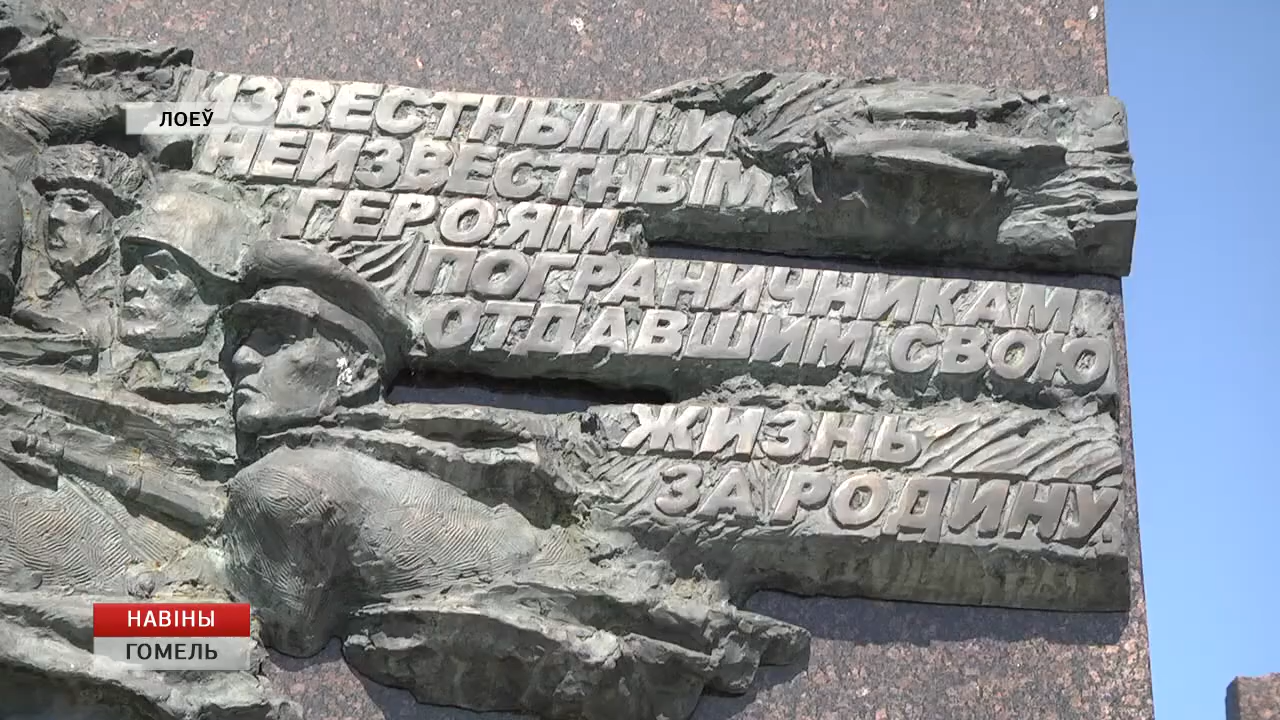 ЛОЕЎ
ИЗВЕСТНЫМ И
НЕИЗВЕСТНЫМ
ГЕРОЯМ
ПОГРАНИЧНИКАМ
ОТДАВШИМ СВОЮ
ЖИЗНЬ
ЗА РОДИНУ.
НАВІНЫ
ГОМЕЛЬ